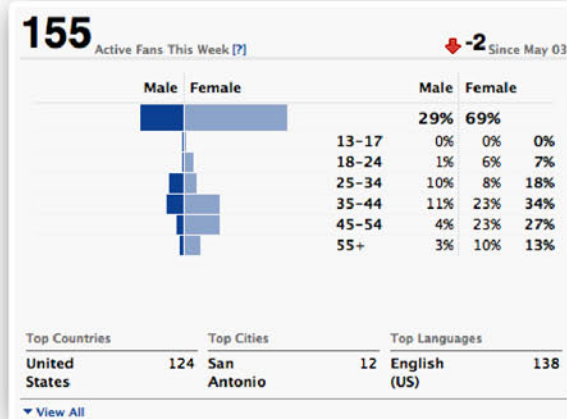 155 Active Fans This Week [?] -2 Since May 03
Male Female Male Female
29% 69%
13-17 0% 0% 0%
18-24 1% 6% 7%
25-34 10% 8% 18%
35-44 11% 23% 34%
45-54 4% 23% 27%
55+ 3% 10% 13%
Top Countries Top Cities Top Languages
United 124 San 12 English 138
States Antonio (US)
View All